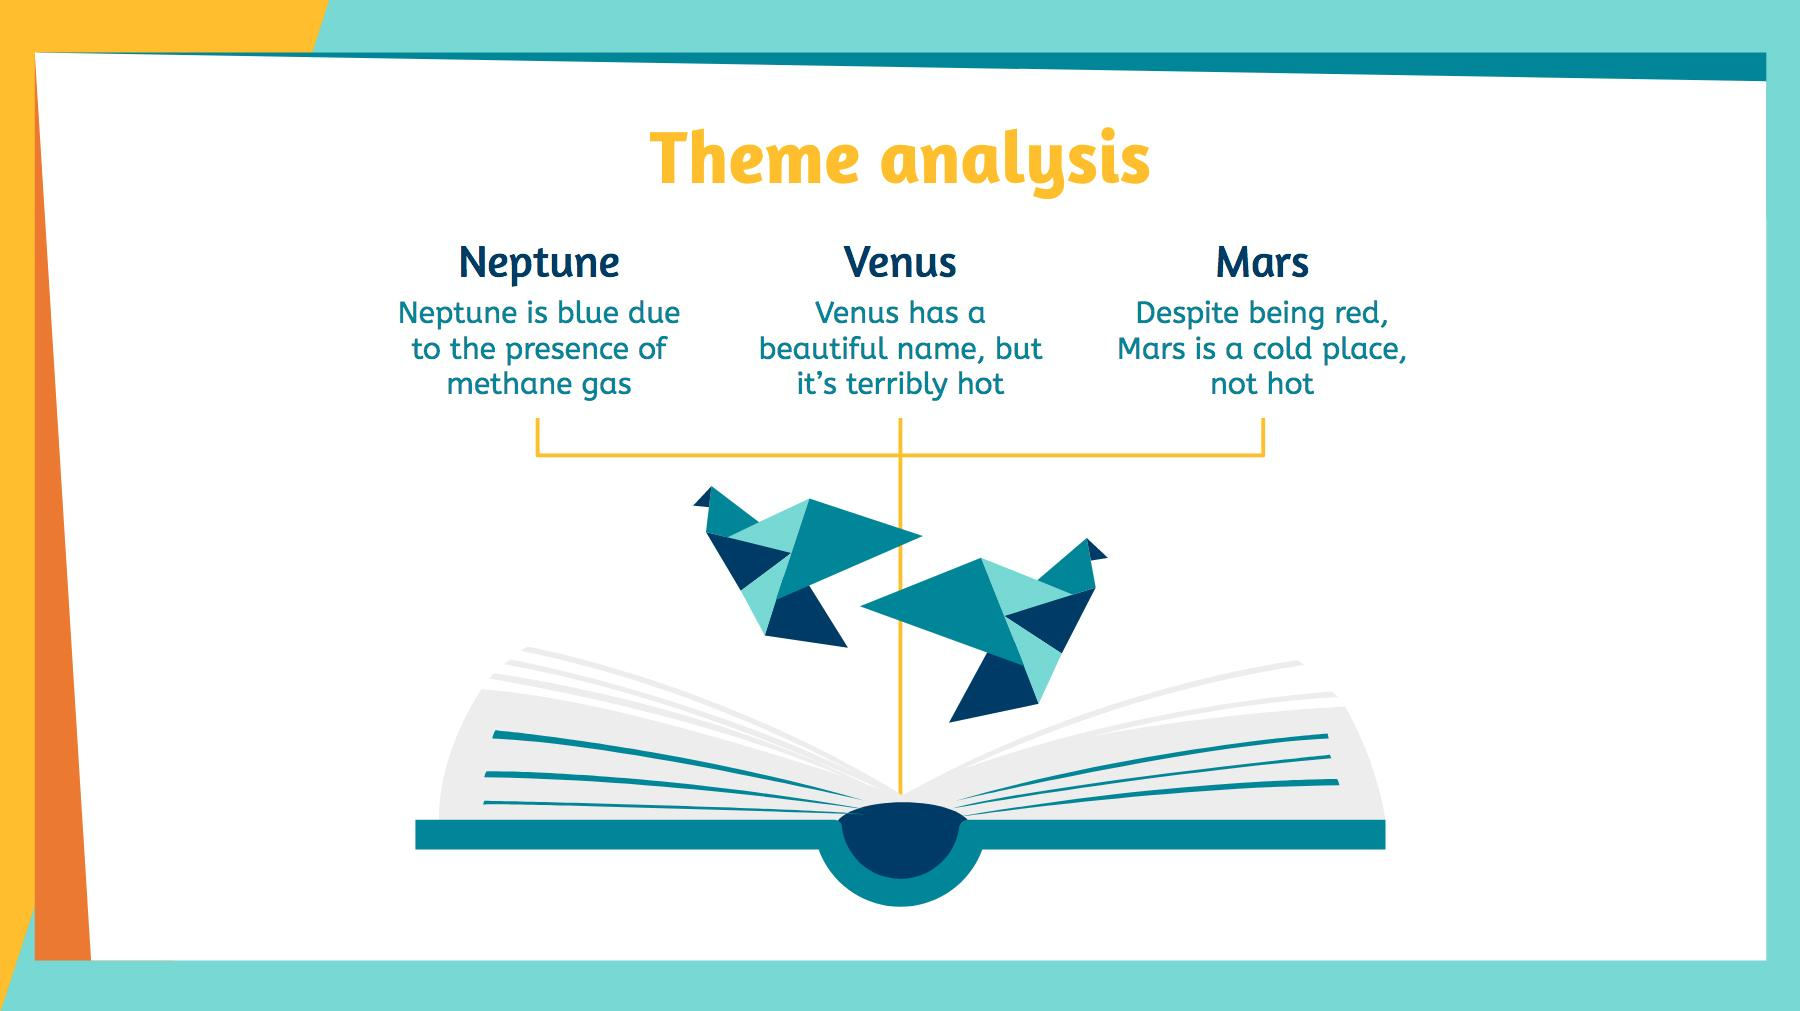 Theme analysis
Neptune
Neptune is blue due
to the presence of
methane gas
Venus
Venus has a
beautiful name, but
it’s terribly hot
Mars
Despite being red,
Mars is a cold place,
not hot